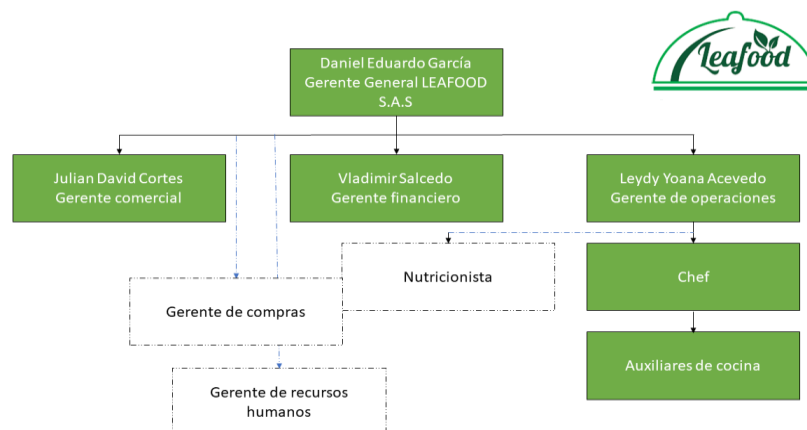 Leafood
Daniel Eduardo García
Gerente General LEAFOOD
S.A.S
Julian David Cortes
Gerente comercial
Vladimir Salcedo
Gerente financiero
Leydy Yoana Acevedo
Gerente de operaciones
Nutricionista
Chef
Gerente de compras
Auxiliares de cocina
Gerente de recursos
humanos